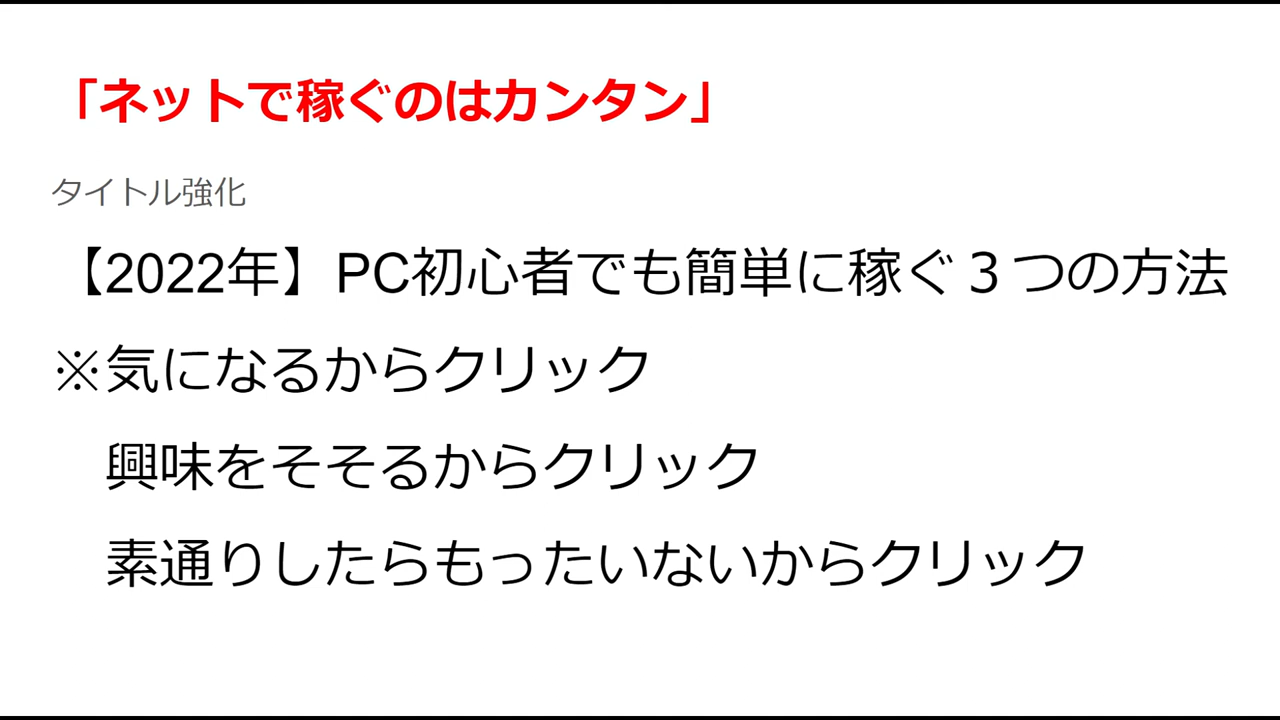 「ネットで稼ぐのはカンタン」
タイトル強化
【2022年】PC初心者でも簡単に稼ぐ３つの方法
※気になるからクリック
興味をそそるからクリック
素通りしたらもったいないからクリック